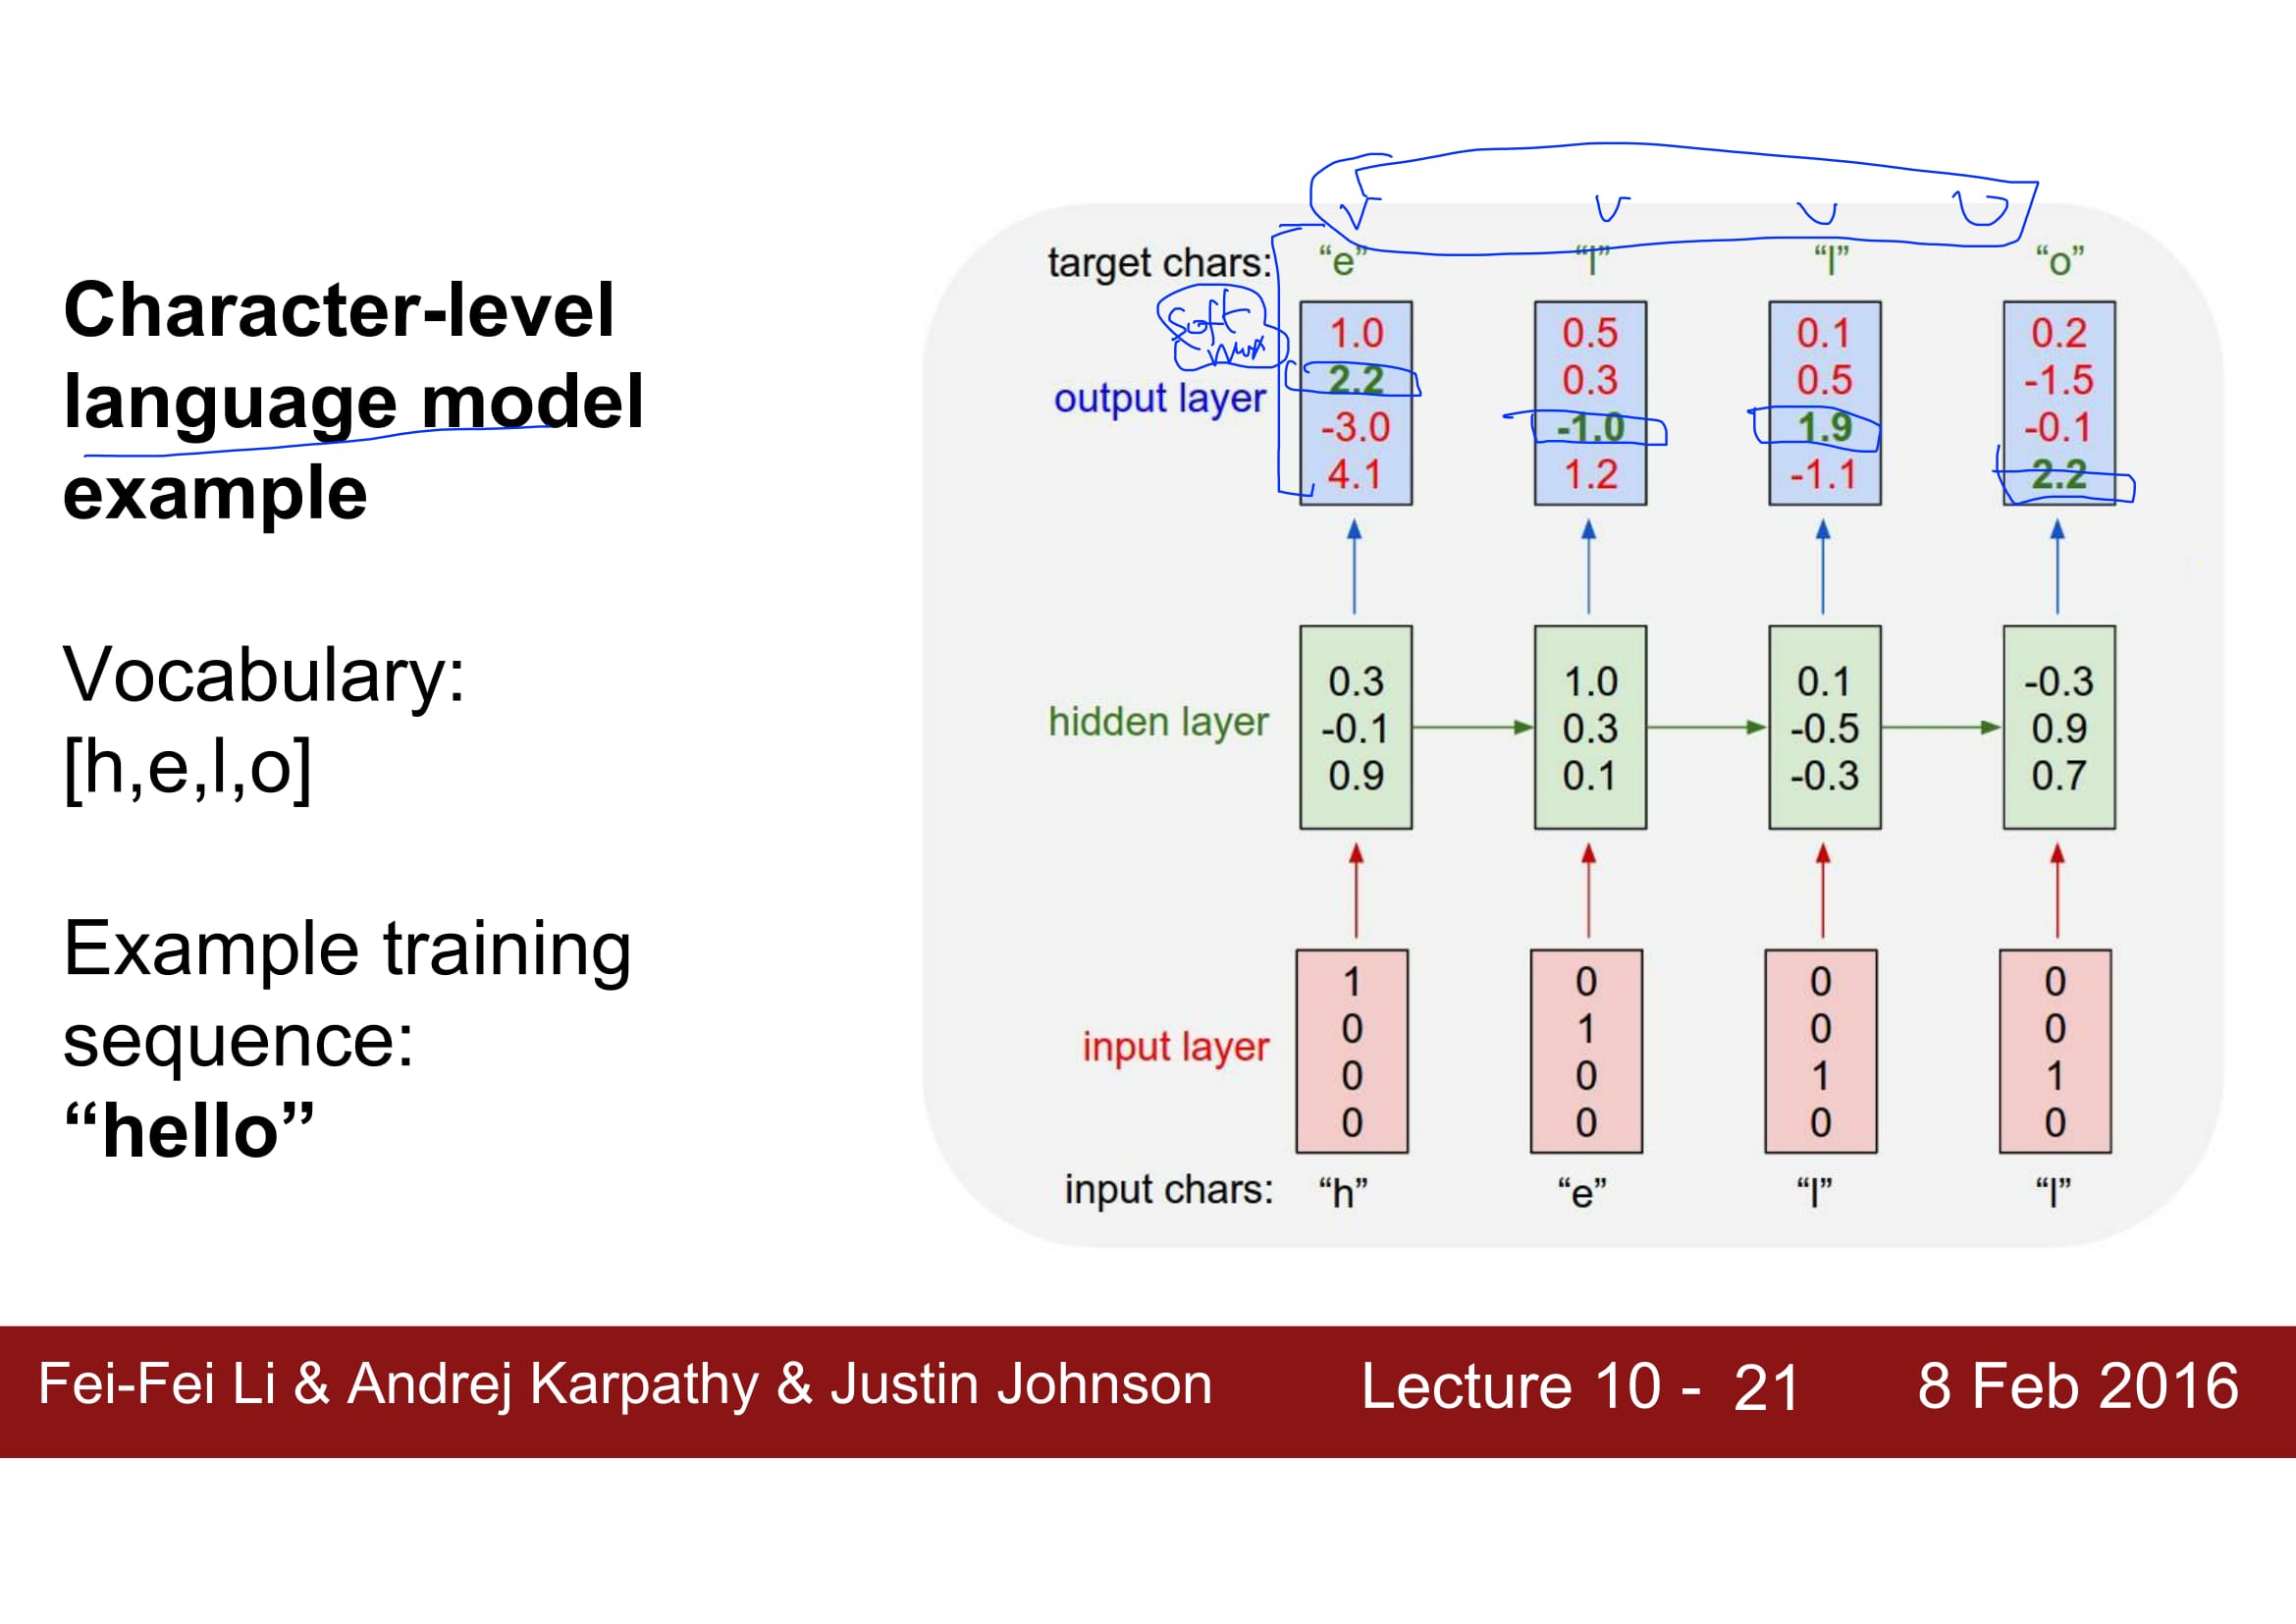 Character-level
language model
example
Vocabulary:
[h,e,l,o]
Example training
sequence:
“hello”
target chars: “e” “l” “l” “o”
soft
max
1.0 0.5 0.1 0.2
2.2 0.3 0.5 -1.5
output layer
-3.0 -1.0 1.9 -0.1
4.1 1.2 -1.1 2.2
0.3 1.0 0.1 -0.3
hidden layer -0.1 0.3 -0.5 0.9
0.9 0.1 -0.3 0.7
1 0 0 0
0 1 0 0
input layer
0 0 1 1
0 0 0 0
input chars: “h” “e” “l” “l”
Fei-Fei Li & Andrej Karpathy & Justin Johnson Lecture 10 - 21 8 Feb 2016